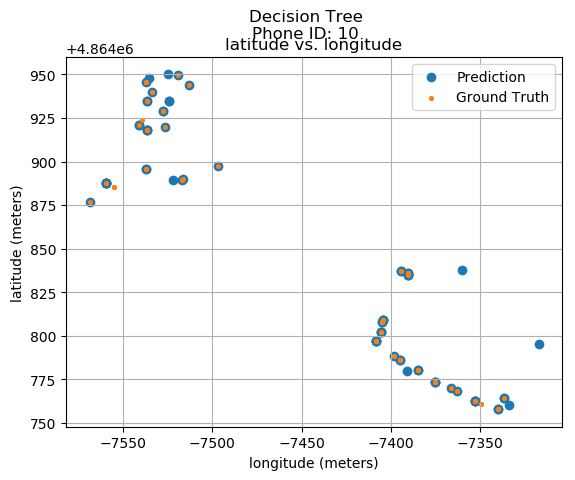 Decision Tree
Phone ID: 10
latitude vs. longitude
+4.864e6
950
925
900
875
850
825
800
775
750
latitude (meters)
Prediction
Ground Truth
−7550
−7500
−7450
−7400
−7350
longitude (meters)